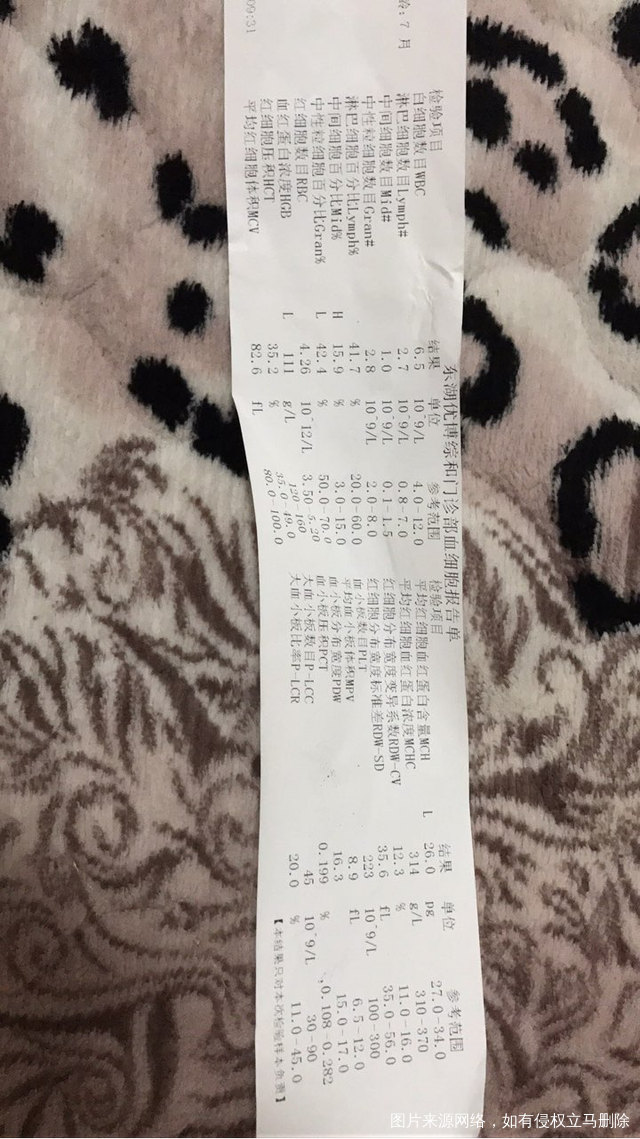 东湖优博综和门诊部血细胞报告单
龄:7 月
09:31
检验项目 结果 单位 参考范围
白细胞数目WBC 6.5 10^9/L 4.0-12.0
淋巴细胞数目Lymph# 2.7 10^9/L 0.8-7.0
中间细胞数目Mid# 1.0 10^9/L 0.1-1.5
中性粒细胞数目Gran# 2.8 10^9/L 2.0-8.0
淋巴细胞百分比Lymph% 41.7 % 20.0-60.0
中间细胞百分比Mid% H 15.9 % 3.0-15.0
中性粒细胞百分比Gran% L 42.4 % 50.0-70.0
红细胞数目RBC 4.26 10^12/L 3.50-5.20
血红蛋白浓度HGB L 111 g/L 120-160
红细胞压积HCT 35.2 % 35.0-49.0
平均红细胞体积MCV 82.6 fL 80.0-100.0
检验项目 结果 单位 参考范围
平均红细胞血红蛋白含量MCH L 26.0 pg 27.0-34.0
平均红细胞血红蛋白浓度MCHC 314 g/L 310-370
红细胞分布宽度变异系数RDW-CV 12.3 % 11.0-16.0
红细胞分布宽度标准差RDW-SD 35.6 fL 35.0-56.0
血小板数目PLT 223 10^9/L 100-300
平均血小板体积MPV 8.9 fL 6.5-12.0
血小板分布宽度PDW 16.3 15.0-17.0
血小板压积PCT 0.199 % 0.108-0.282
大血小板数目P-LCC 45 10^9/L 30-90
大血小板比率P-LCR 20.0 % 11.0-45.0
【本结果只对本次检验样本负责】
图片来源网络，如有侵权立马删除